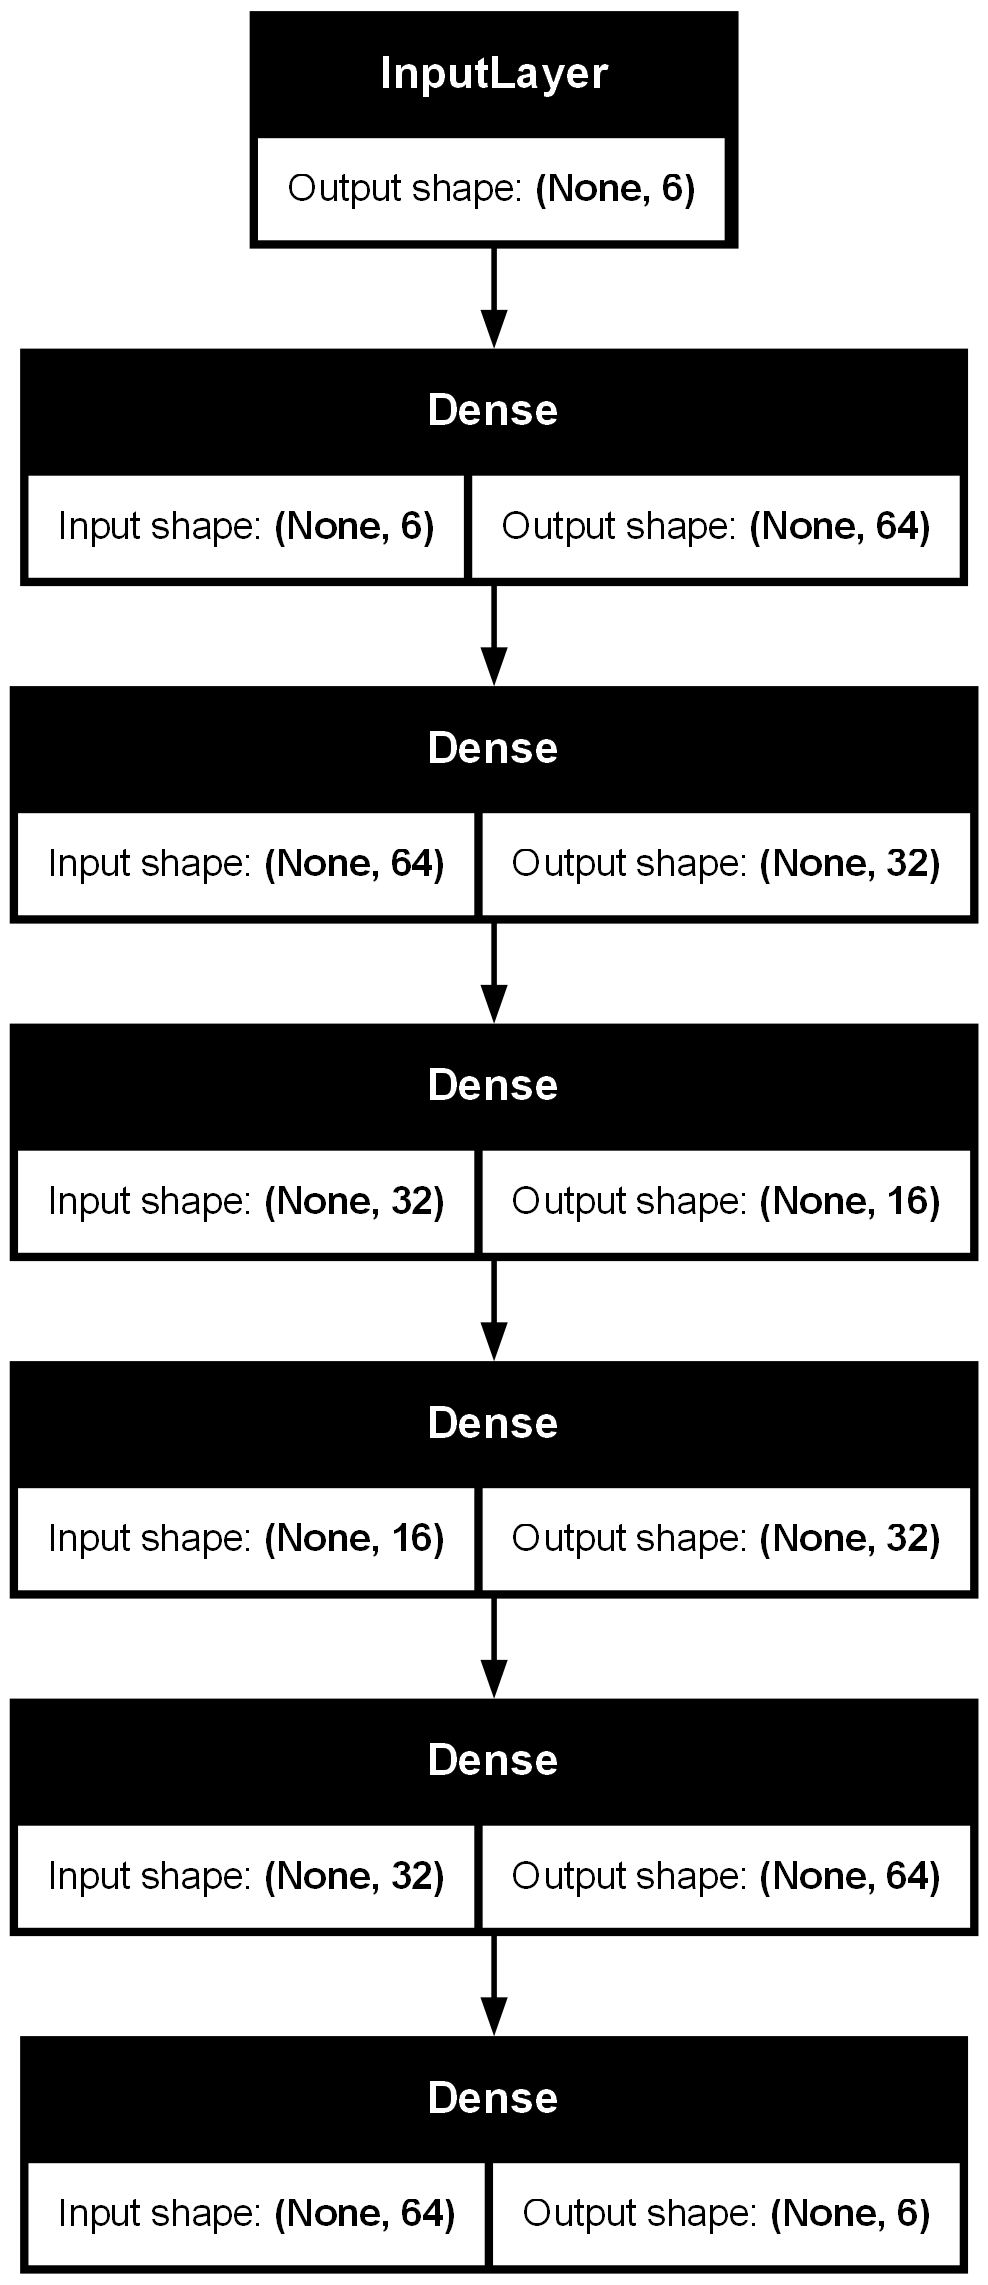 InputLayer
Output shape: (None, 6)
Dense
Input shape: (None, 6) Output shape: (None, 64)
Dense
Input shape: (None, 64) Output shape: (None, 32)
Dense
Input shape: (None, 32) Output shape: (None, 16)
Dense
Input shape: (None, 16) Output shape: (None, 32)
Dense
Input shape: (None, 32) Output shape: (None, 64)
Dense
Input shape: (None, 64) Output shape: (None, 6)